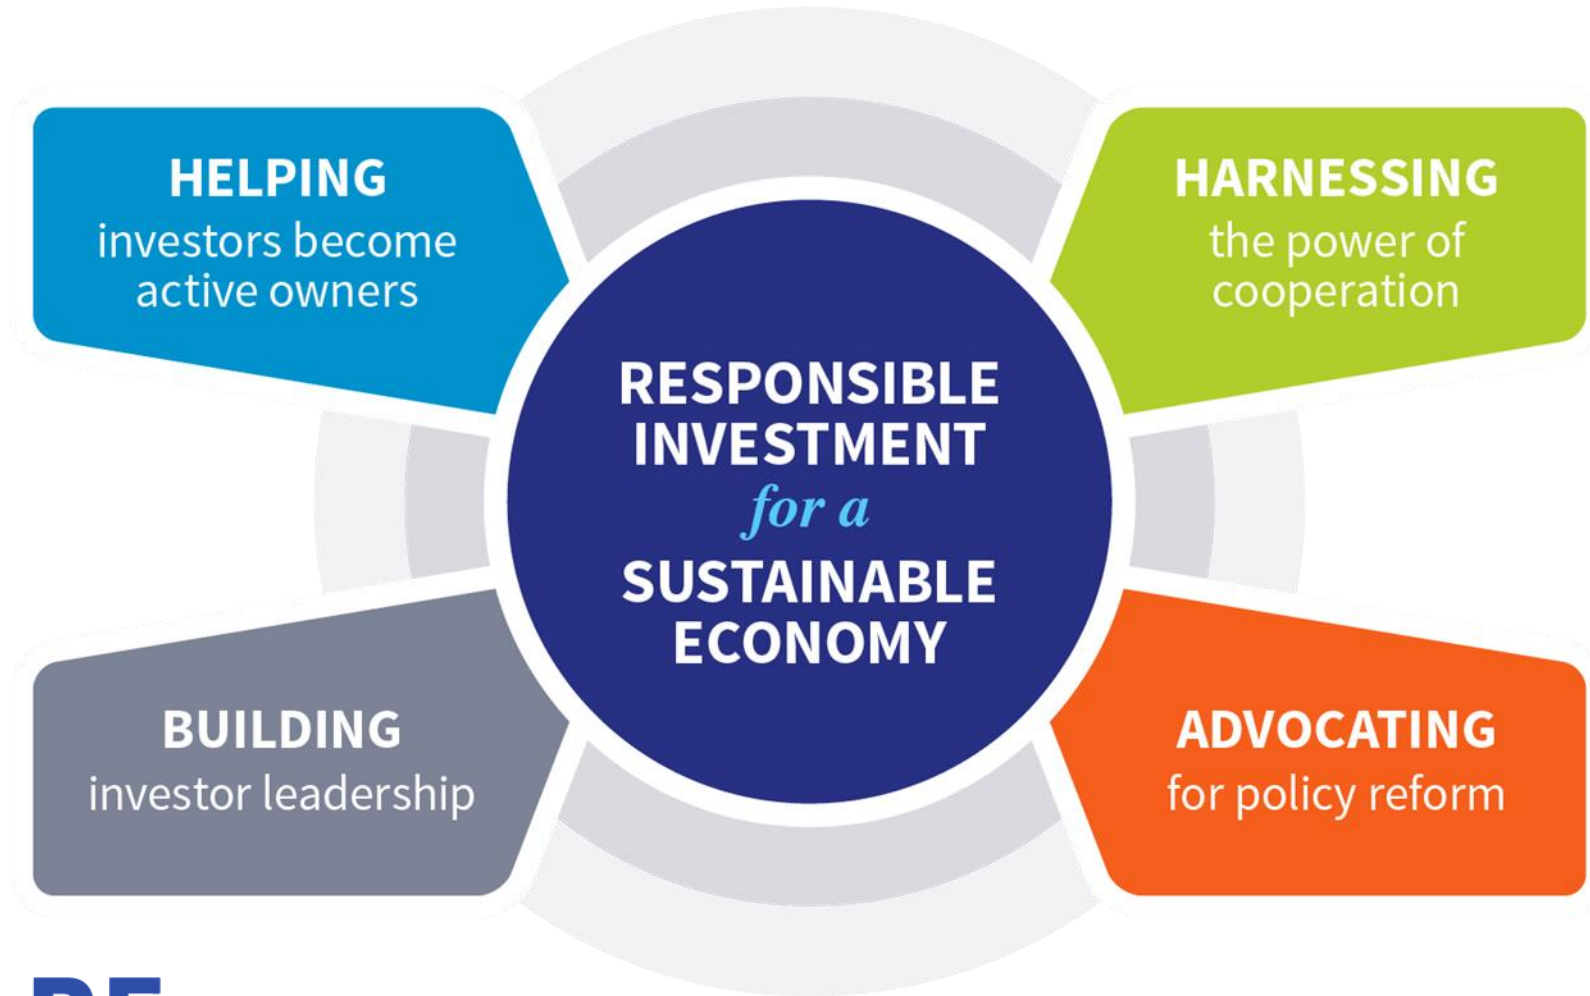 HELPING
investors become
active owners
HARNESSING
the power of
cooperation
RESPONSIBLE
INVESTMENT
for a
SUSTAINABLE
ECONOMY
BUILDING
investor leadership
ADVOCATING
for policy reform